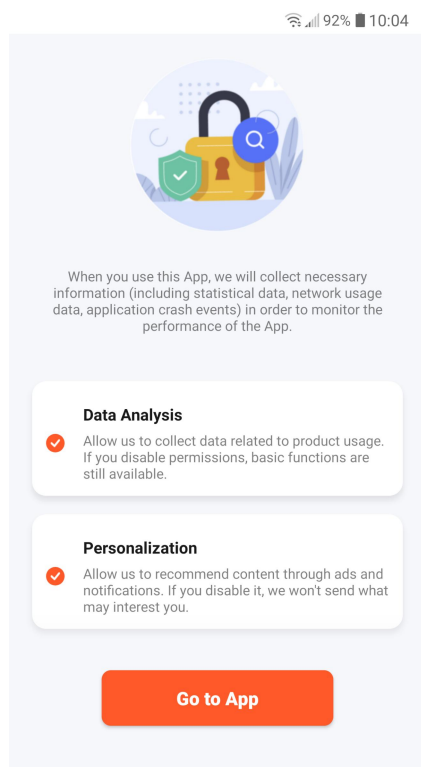 92% 10:04
When you use this App, we will collect necessary
information (including statistical data, network usage
data, application crash events) in order to monitor the
performance of the App.
Data Analysis
Allow us to collect data related to product usage.
If you disable permissions, basic functions are
still available.
Personalization
Allow us to recommend content through ads and
notifications. If you disable it, we won't send what
may interest you.
Go to App